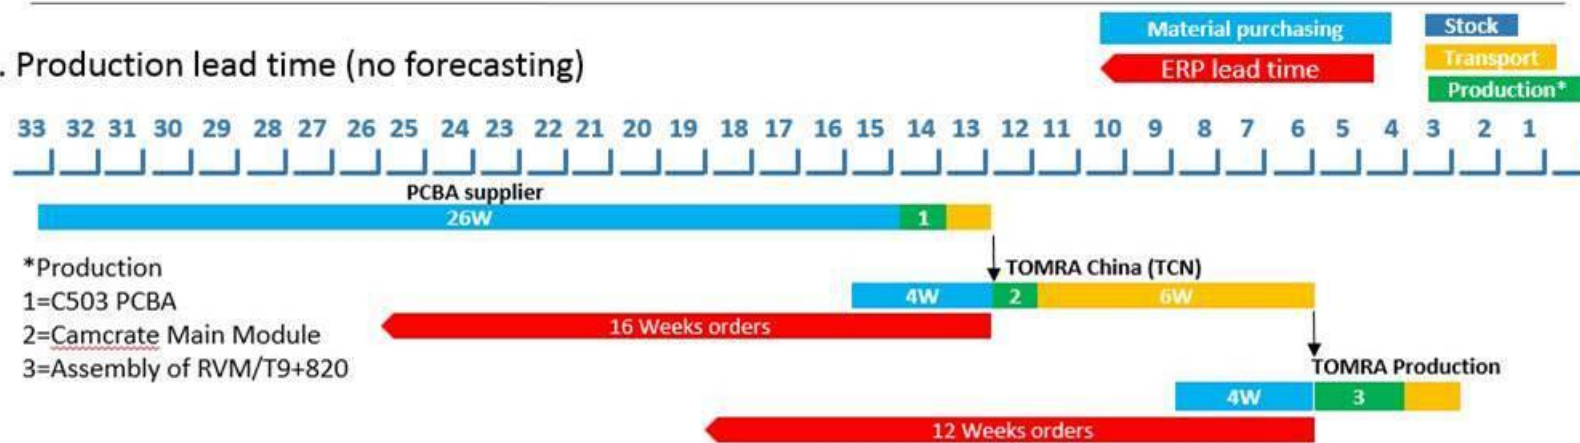 Material purchasing
Stock
. Production lead time (no forecasting)
ERP lead time
Transport
Production*
33 32 31 30 29 28 27 26 25 24 23 22 21 20 19 18 17 16 15 14 13 12 11 10 9 8 7 6 5 4 3 2 1
PCBA supplier
26W 1
*Production
TOMRA China (TCN)
1=C503 PCBA
4W 2 6W
2=Camcrate Main Module
16 Weeks orders
3=Assembly of RVM/T9+820
TOMRA Production
4W 3
12 Weeks orders